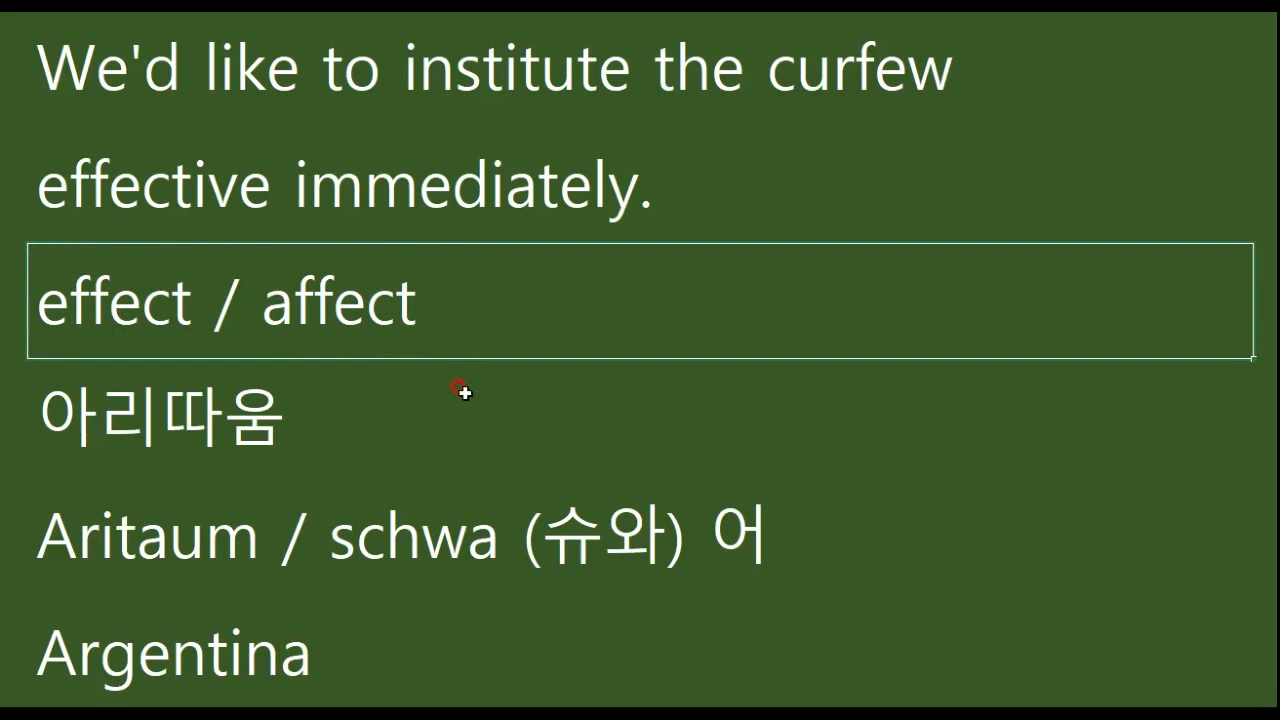 We'd like to institute the curfew
effective immediately.
effect / affect
아리따움
Aritaum / schwa (슈와) 어
Argentina